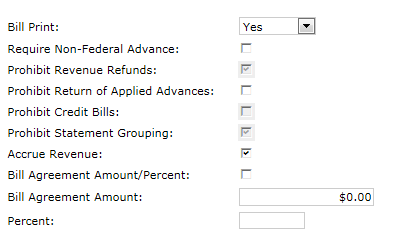 Bill Print: Yes
Require Non-Federal Advance:
Prohibit Revenue Refunds:
Prohibit Return of Applied Advances:
Prohibit Credit Bills:
Prohibit Statement Grouping:
Accrue Revenue:
Bill Agreement Amount/Percent:
Bill Agreement Amount: $0.00
Percent: